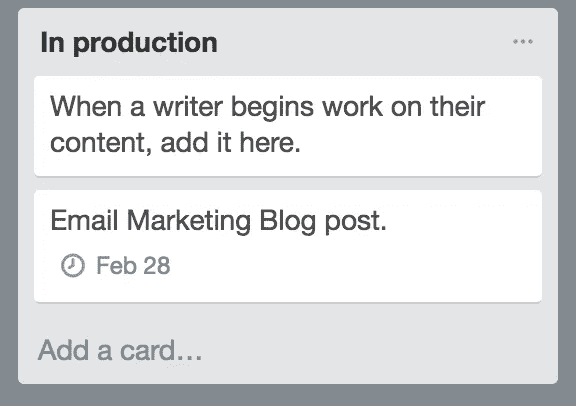 In production
When a writer begins work on their
content, add it here.
Email Marketing Blog post.
Feb 28
Add a card...